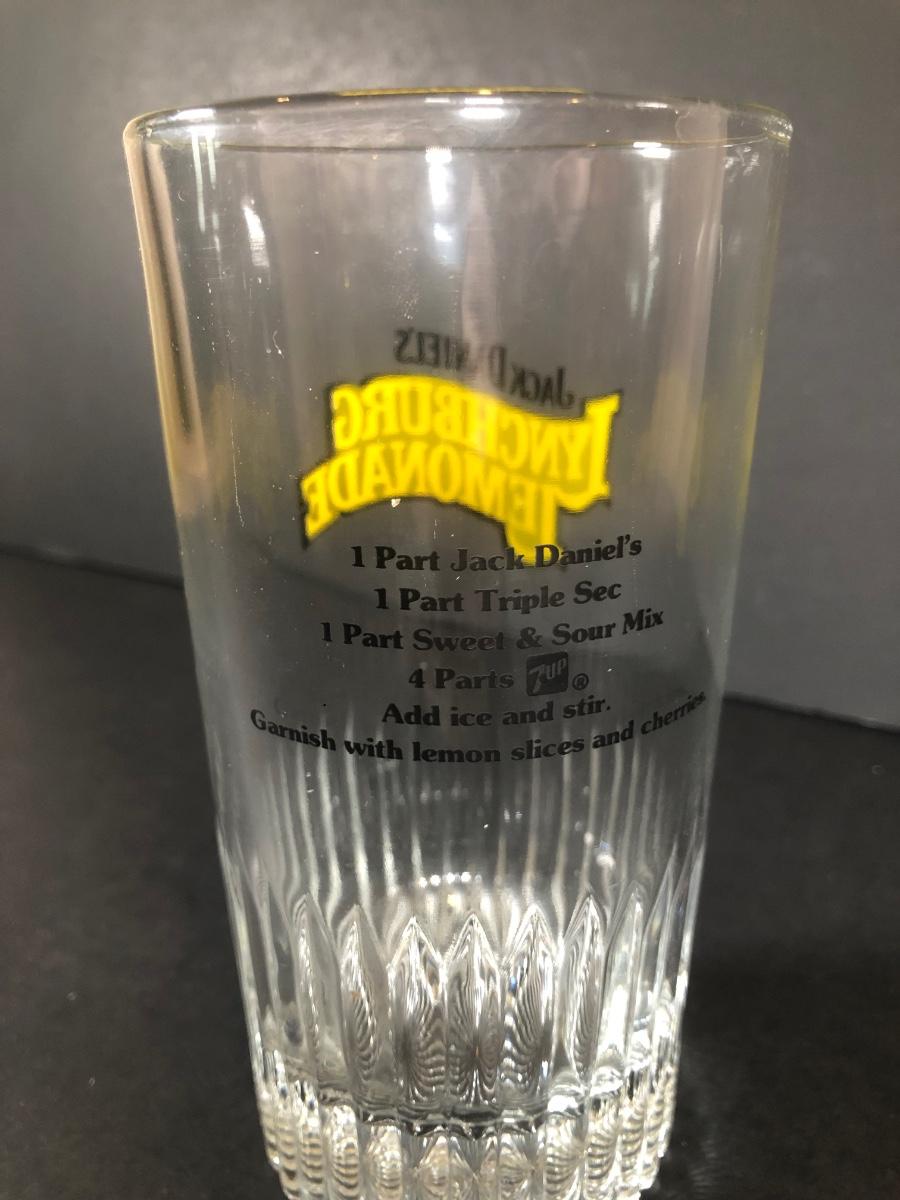 JACK DANIEL'S
LYNCHBURG
LEMONADE
1 Part Jack Daniel's
1 Part Triple Sec
1 Part Sweet & Sour Mix
4 Parts 7UP®
Add ice and stir.
Garnish with lemon slices and cherries.